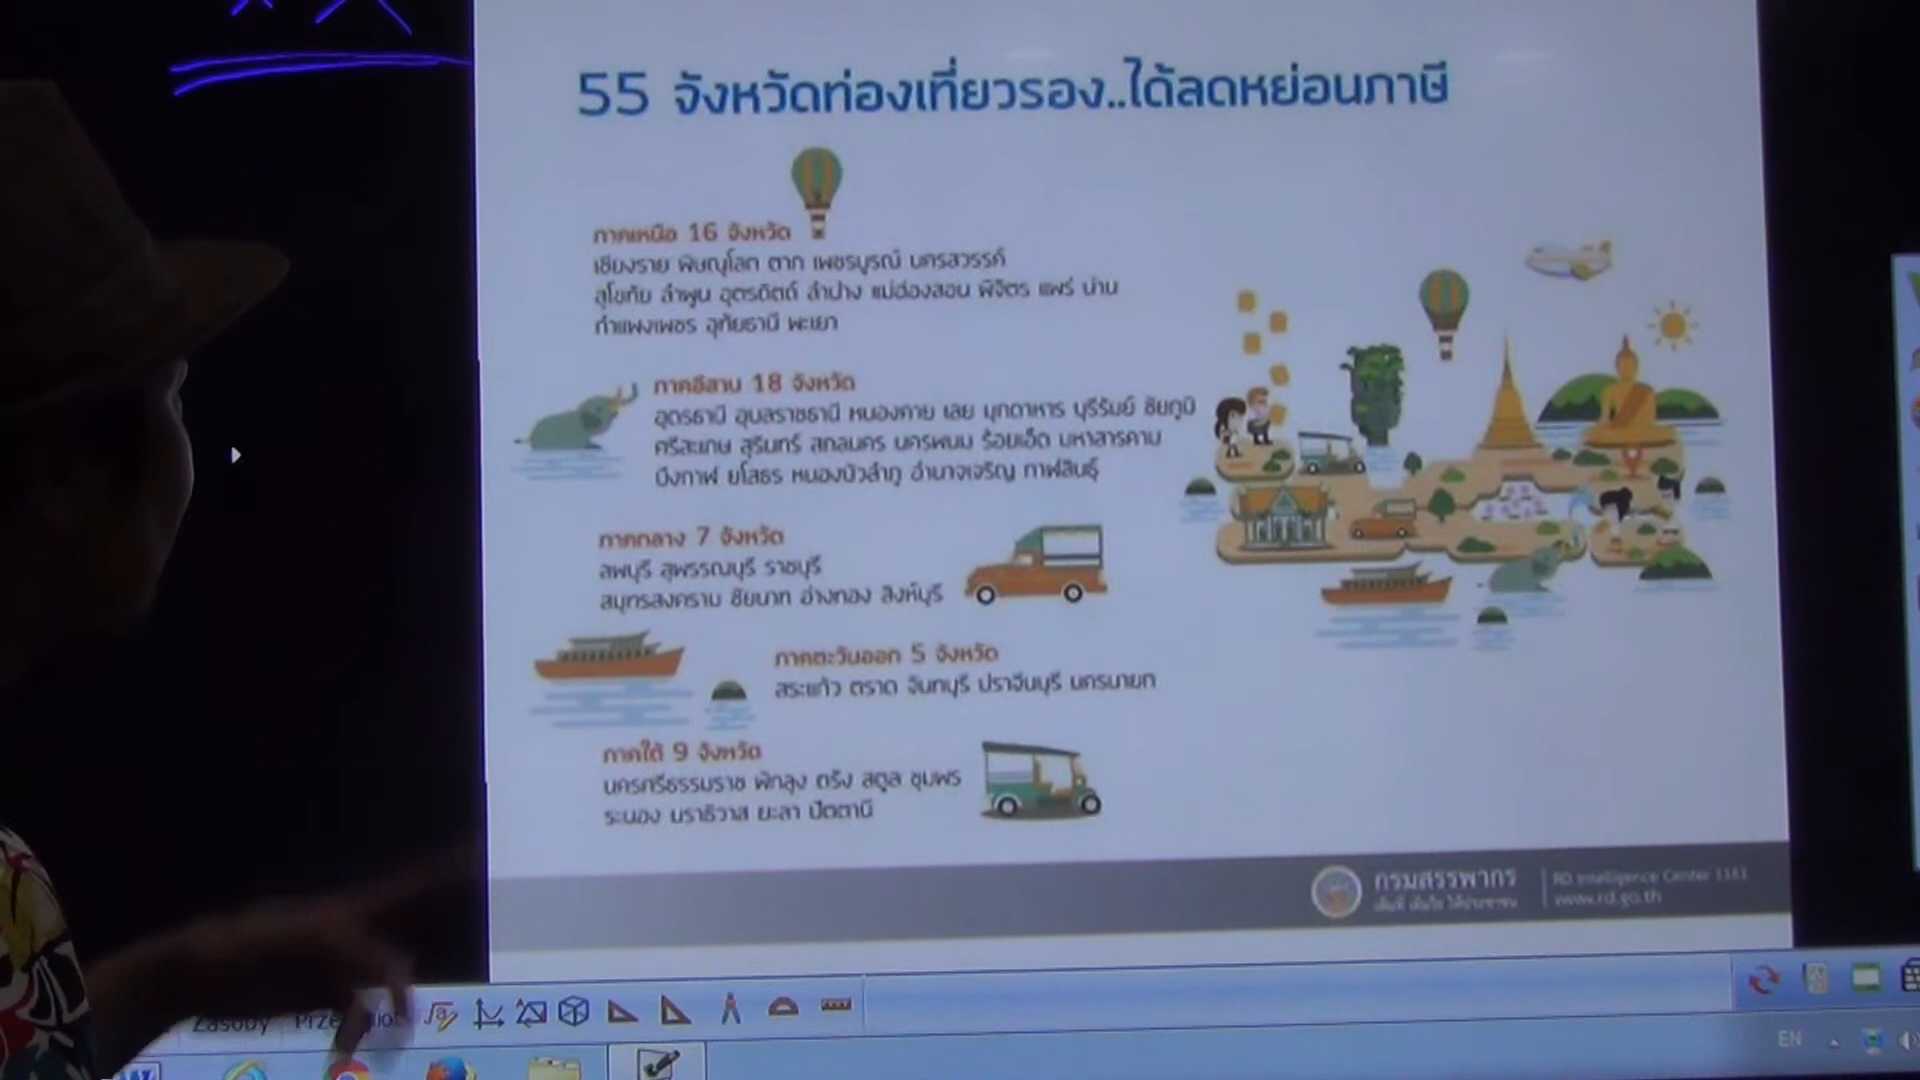 55 จังหวัดท่องเที่ยวรอง..ได้ลดหย่อนภาษี
ภาคเหนือ 16 จังหวัด
เชียงราย พิษณุโลก ตาก เพชรบูรณ์ นครสวรรค์
สุโขทัย ลำพูน อุตรดิตถ์ ลำปาง แม่ฮ่องสอน พิจิตร แพร่ น่าน
กำแพงเพชร อุทัยธานี พะเยา
ภาคอีสาน 18 จังหวัด
อุดรธานี อุบลราชธานี หนองคาย เลย มุกดาหาร บุรีรัมย์ ชัยภูมิ
ศรีสะเกษ สุรินทร์ สกลนคร นครพนม ร้อยเอ็ด มหาสารคาม
บึงกาฬ ยโสธร หนองบัวลำภู อำนาจเจริญ กาฬสินธุ์
ภาคกลาง 7 จังหวัด
ลพบุรี สุพรรณบุรี ราชบุรี
สมุทรสงคราม ชัยนาท อ่างทอง สิงห์บุรี
ภาคตะวันออก 5 จังหวัด
สระแก้ว ตราด จันทบุรี ปราจีนบุรี นครนายก
ภาคใต้ 9 จังหวัด
นครศรีธรรมราช พัทลุง ตรัง สตูล ชุมพร
ระนอง นราธิวาส ยะลา ปัตตานี
กรมสรรพากร
RD Intelligence Center 1161
www.rd.go.th
Zasoby
EN